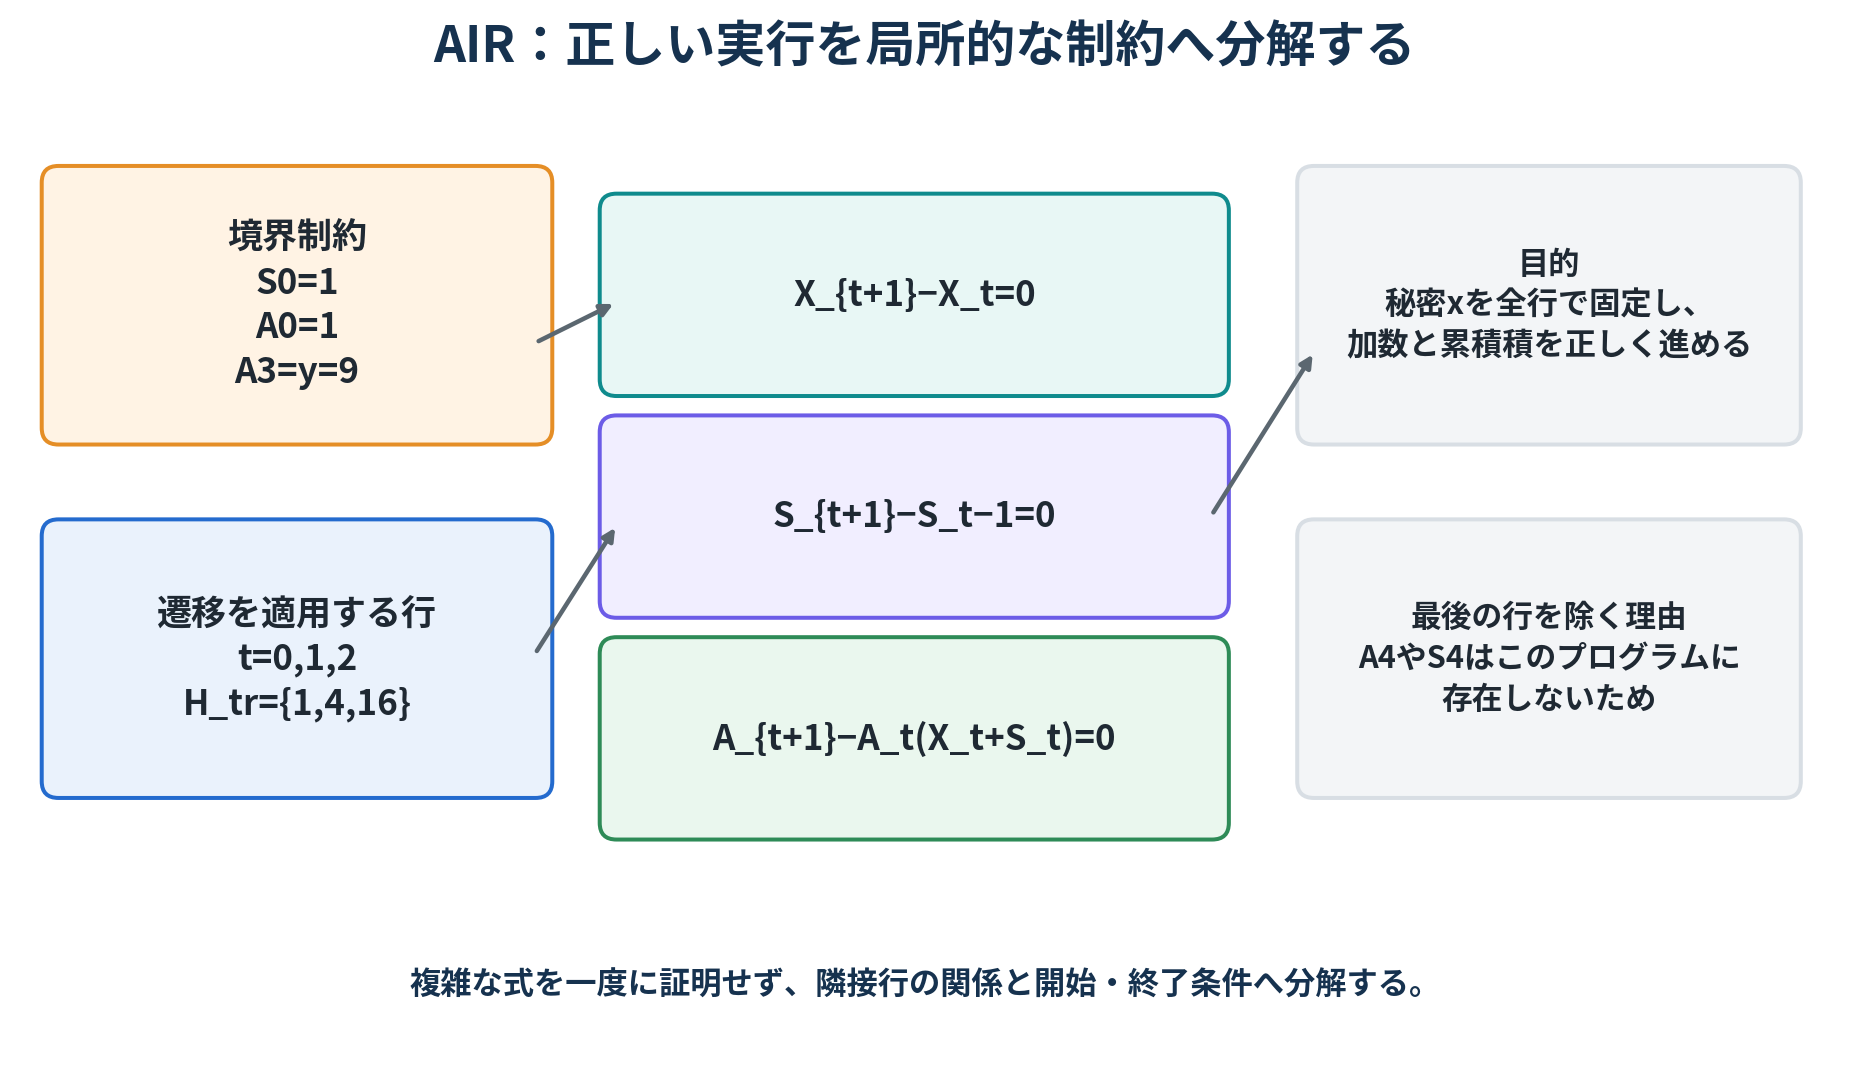 AIR：正しい実行を局所的な制約へ分解する
境界制約
S0=1
A0=1
A3=y=9
遷移を適用する行
t=0,1,2
H_tr={1,4,16}
X_{t+1}−X_t=0
S_{t+1}−S_t−1=0
A_{t+1}−A_t(X_t+S_t)=0
目的
秘密xを全行で固定し、
加数と累積積を正しく進める
最後の行を除く理由
A4やS4はこのプログラムに
存在しないため
複雑な式を一度に証明せず、隣接行の関係と開始・終了条件へ分解する。